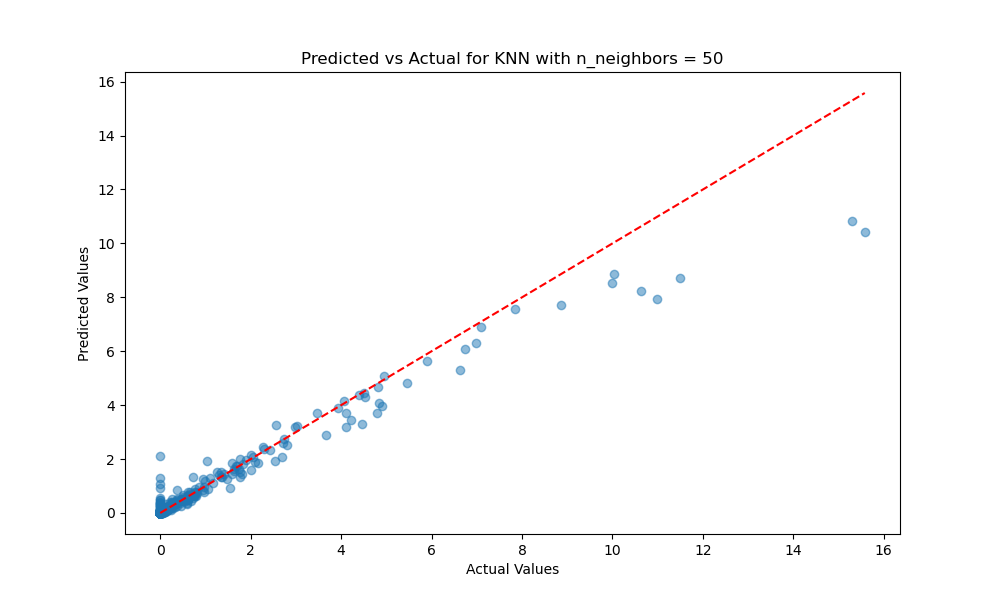 Predicted vs Actual for KNN with n_neighbors = 50
16
14
12
10
8
6
4
2
0
Predicted Values
0 2 4 6 8 10 12 14 16
Actual Values